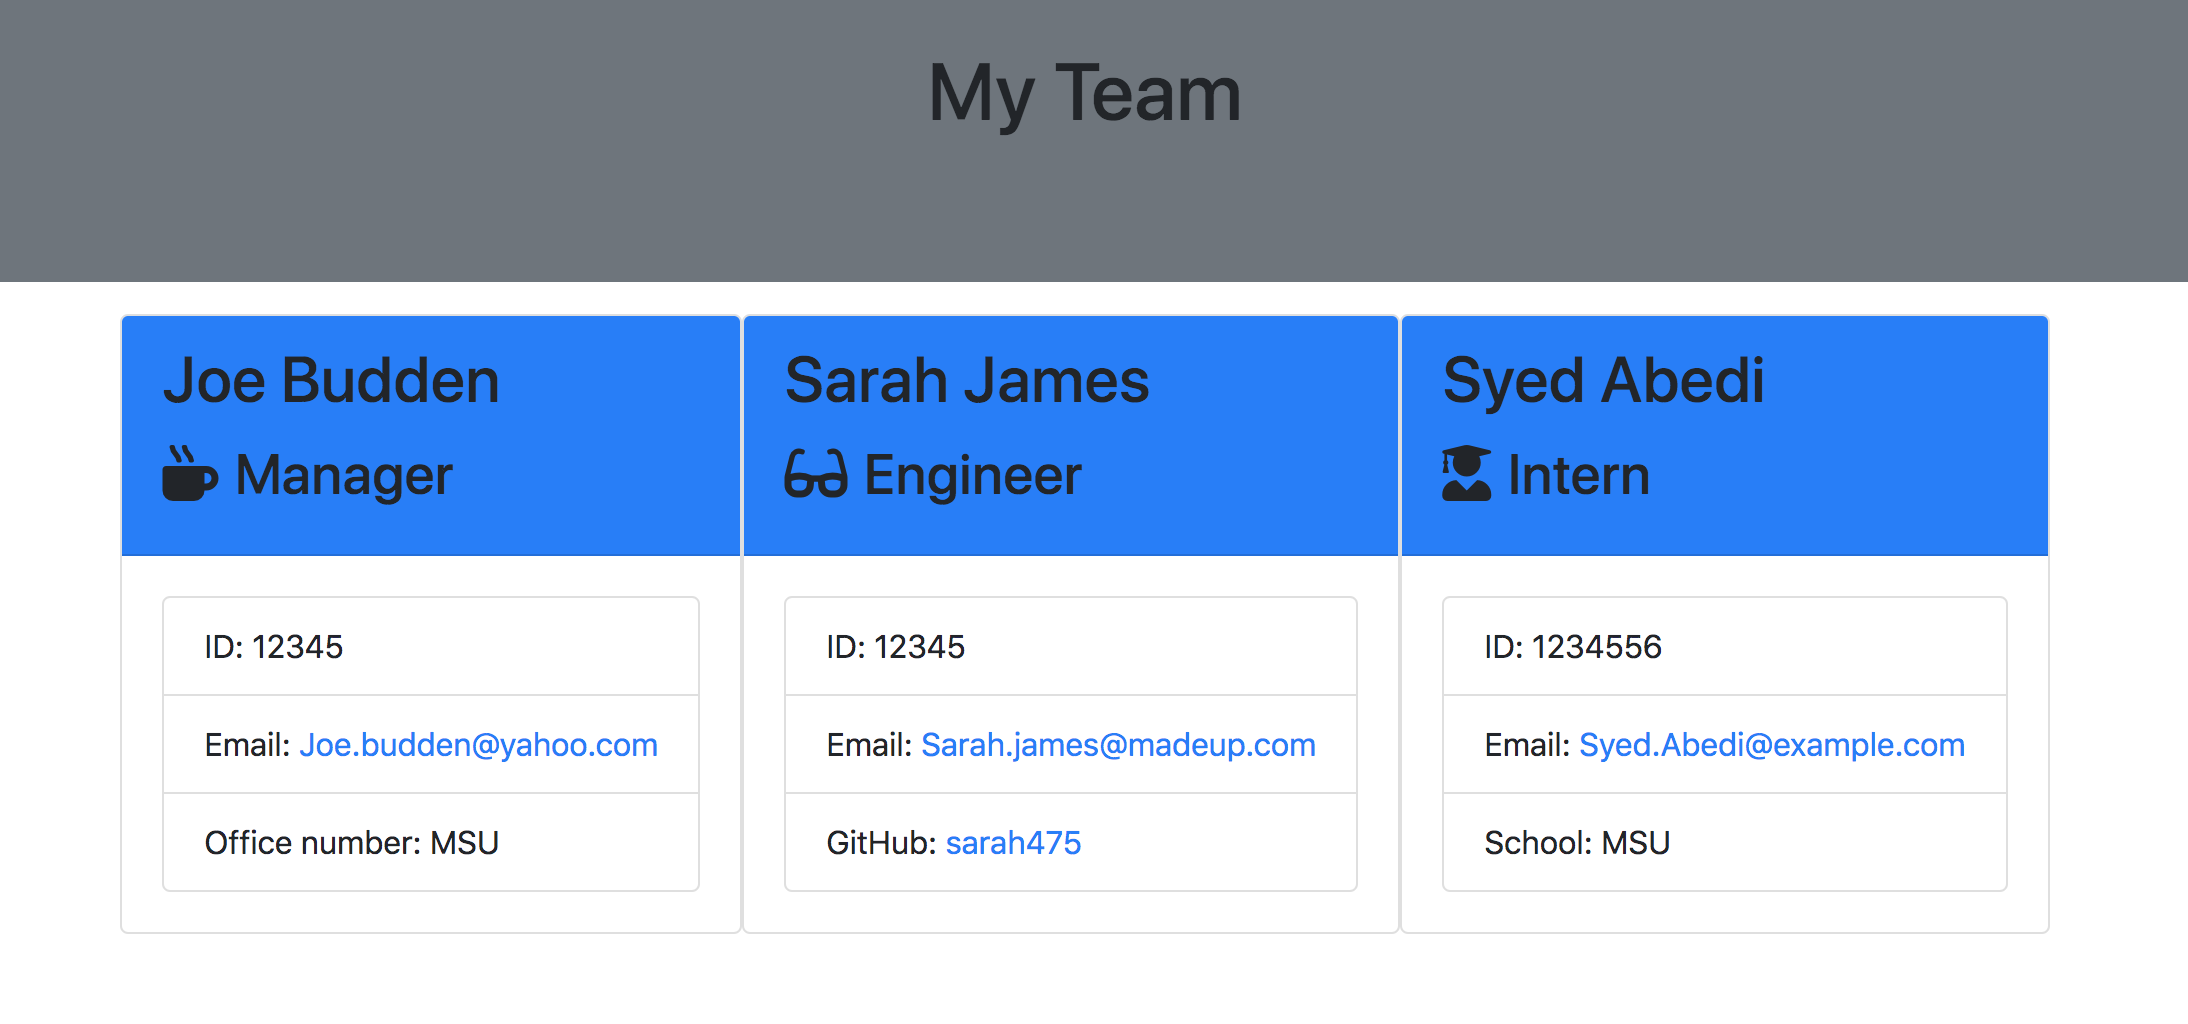 My Team
Joe Budden
Manager
ID: 12345
Email: Joe.budden@yahoo.com
Office number: MSU
Sarah James
Engineer
ID: 12345
Email: Sarah.james@madeup.com
GitHub: sarah475
Syed Abedi
Intern
ID: 1234556
Email: Syed.Abedi@example.com
School: MSU